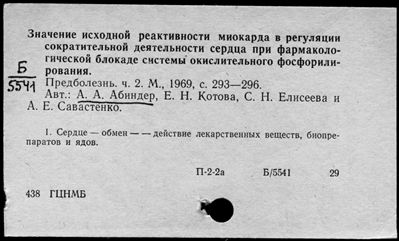 Значение исходной реактивности миокарда в регуляции
сократительной деятельности сердца при фармаколо-
гической блокаде системы окислительного фосфорили-
рования.
Б
5541
Предболезнь. ч. 2. М., 1969, с. 293—296.
Авт.: А. А. Абиндер, Е. Н. Котова, С. Н. Елисеева и
А. Е. Савастенко.
1. Сердце — обмен — — действие лекарственных веществ, биопре-
паратов и ядов.
П-2-2а Б/5541 29
438 ГЦНМБ